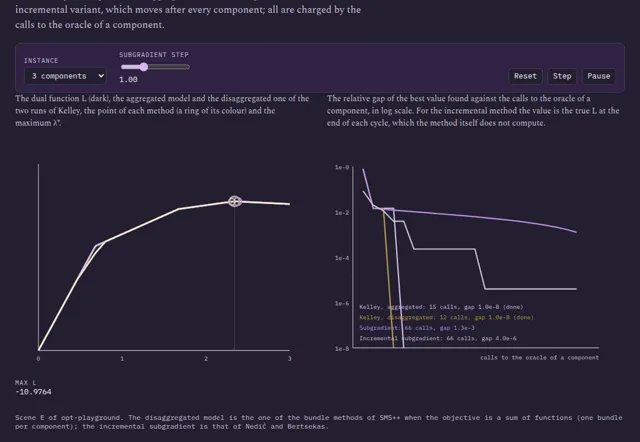 incremental variant, which moves after every component; all are charged by the
calls to the oracle of a component.
INSTANCE
SUBGRADIENT STEP
3 components
1.00
Reset
Step
Pause
The dual function L (dark), the aggregated model and the disaggregated one of the
two runs of Kelley, the point of each method (a ring of its colour) and the
maximum λ*.
The relative gap of the best value found against the calls to the oracle of a
component, in log scale. For the incremental method the value is the true L at the
end of each cycle, which the method itself does not compute.
0
1
2
3
1e-0
1e-2
1e-4
1e-6
1e-8
Kelley, aggregated: 15 calls, gap 1.0e-8 (done)
Kelley, disaggregated: 12 calls, gap 1.0e-8 (done)
Subgradient: 66 calls, gap 1.3e-3
Incremental subgradient: 66 calls, gap 4.0e-6
calls to the oracle of a component
MAX L
-10.9764
Scene E of opt-playground. The disaggregated model is the one of the bundle methods of SMS++ when the objective is a sum of functions (one bundle
per component); the incremental subgradient is that of Nedić and Bertsekas.